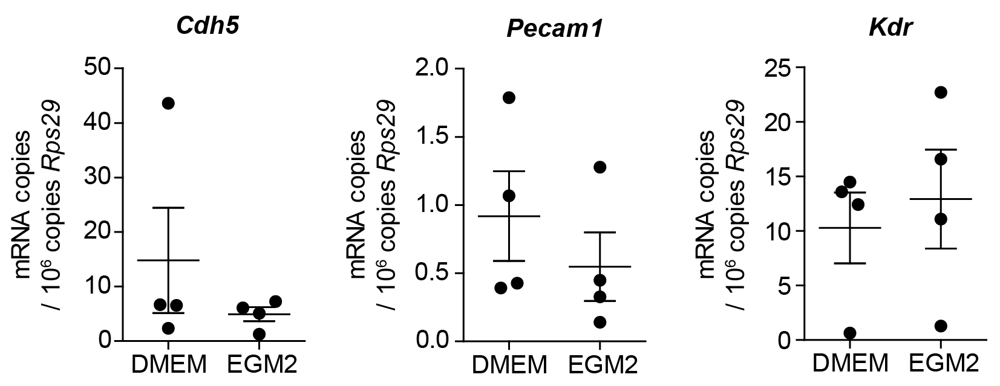 Cdh5
mRNA copies
/ 10⁶ copies Rps29
50
40
30
20
10
0
DMEM EGM2
Pecam1
mRNA copies
/ 10⁶ copies Rps29
2.0
1.5
1.0
0.5
0.0
DMEM EGM2
Kdr
mRNA copies
/ 10⁶ copies Rps29
25
20
15
10
5
0
DMEM EGM2